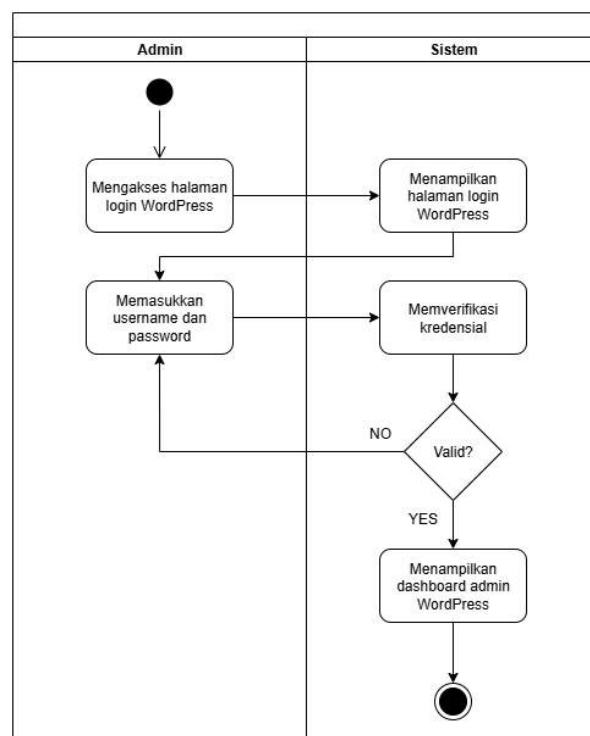 Admin
Sistem
Mengakses halaman
login WordPress
Menampilkan
halaman login
WordPress
Memasukkan
username dan
password
Memverifikasi
kredensial
NO
Valid?
YES
Menampilkan
dashboard admin
WordPress